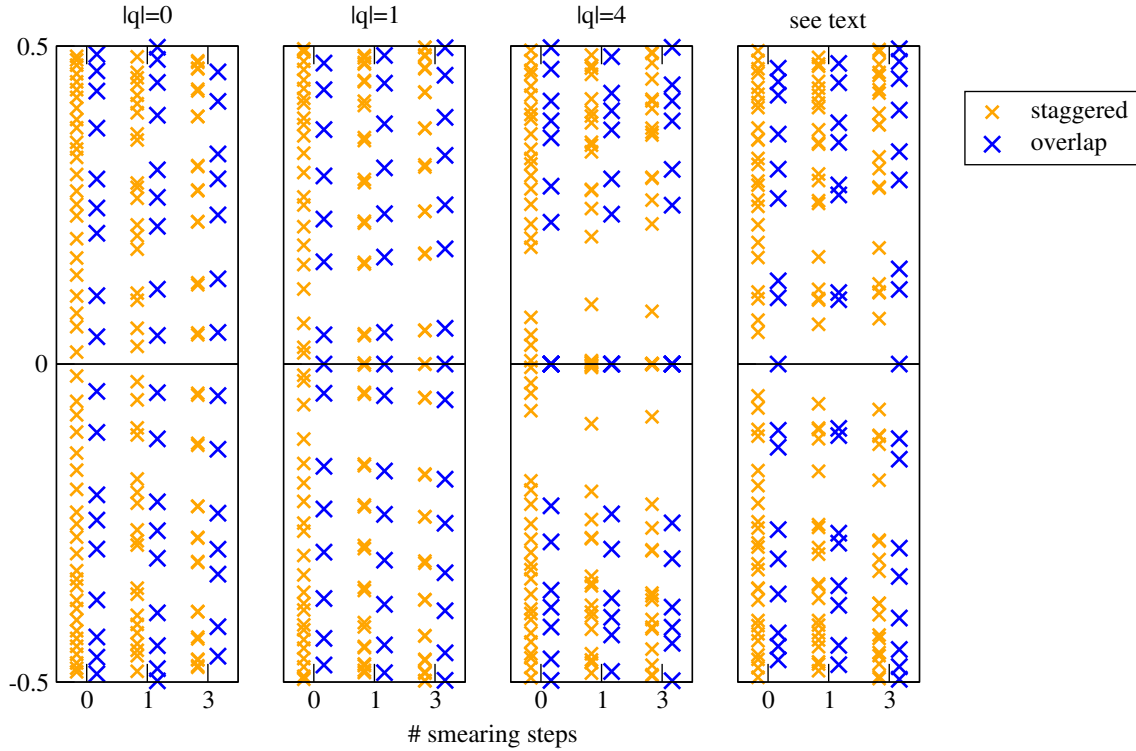 |q|=0 |q|=1 |q|=4 see text
0.5
0
-0.5
staggered
overlap
0 1 3 0 1 3 0 1 3 0 1 3
# smearing steps